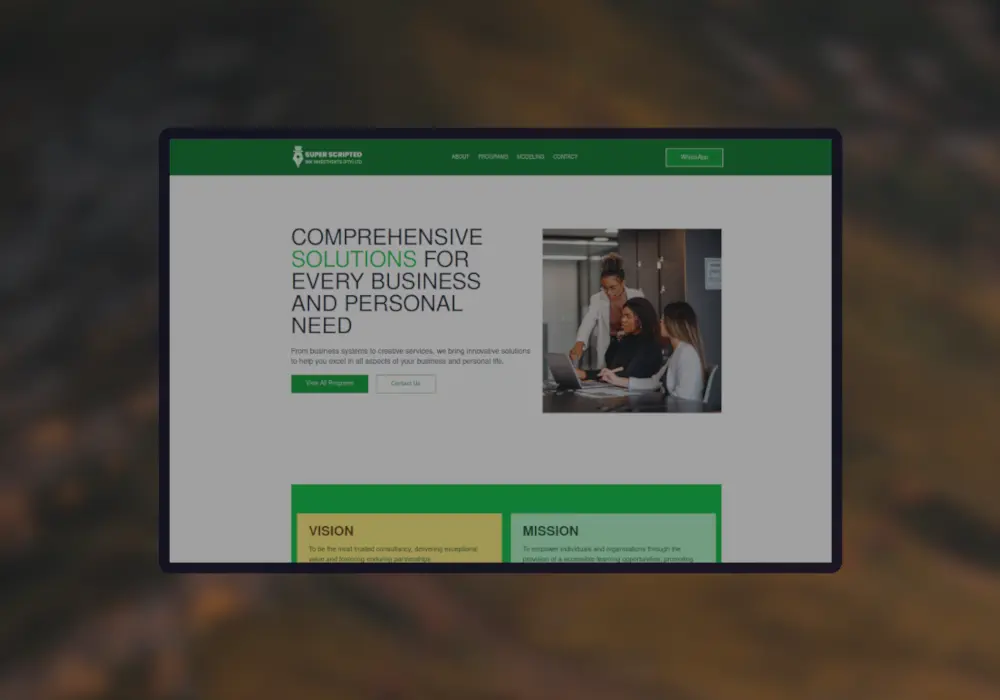 SUPER SCRIPTED
ABOUT PROGRAMS MODELING CONTACT
WhatsApp
COMPREHENSIVE
SOLUTIONS FOR
EVERY BUSINESS
AND PERSONAL
NEED
From business systems to creative services, we bring innovative solutions
to help you excel in all aspects of your business and personal life.
View All Programs
Contact Us
VISION
To be the most trusted consultancy, delivering exceptional
value and fostering enduring partnerships
MISSION
To empower individuals and organisations through the
provision of accessible learning opportunities, promoting